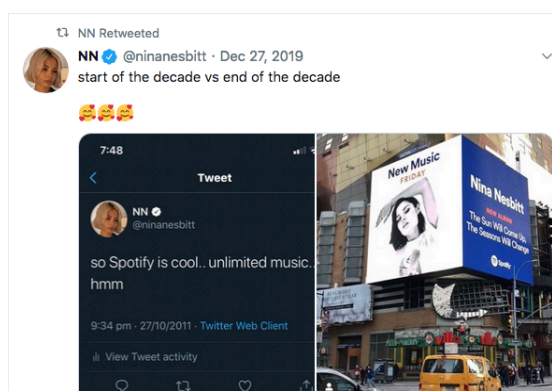 NN Retweeted
NN @ninanesbitt · Dec 27, 2019
start of the decade vs end of the decade
🥰🥰🥰
7:48
Tweet
NN
@ninanesbitt
so Spotify is cool.. unlimited music..
hmm
9:34 pm · 27/10/2011 · Twitter Web Client
View Tweet activity
New Music
FRIDAY
Nina Nesbitt
NEW ALBUM
The Sun Will Come Up,
The Seasons Will Change
Spotify